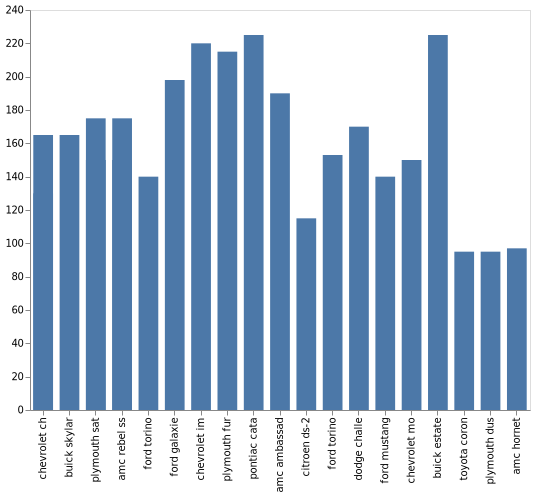 240
220
200
180
160
140
120
100
80
60
40
20
0
chevrolet ch
buick skylar
plymouth sat
amc rebel ss
ford torino
ford galaxie
chevrolet im
plymouth fur
pontiac cata
amc ambassad
citroen ds-2
ford torino
dodge challe
ford mustang
chevrolet mo
buick estate
toyota coron
plymouth dus
amc hornet